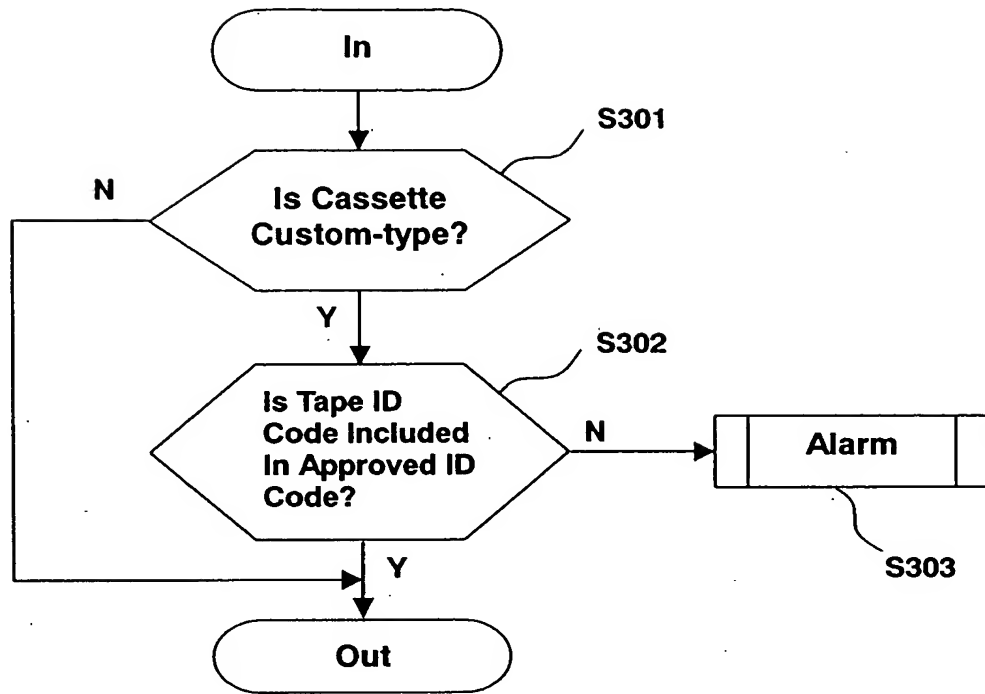 In
S301
N
Is Cassette
Custom-type?
Y
S302
Is Tape ID
Code Included
In Approved ID
Code?
N
Alarm
S303
Y
Out